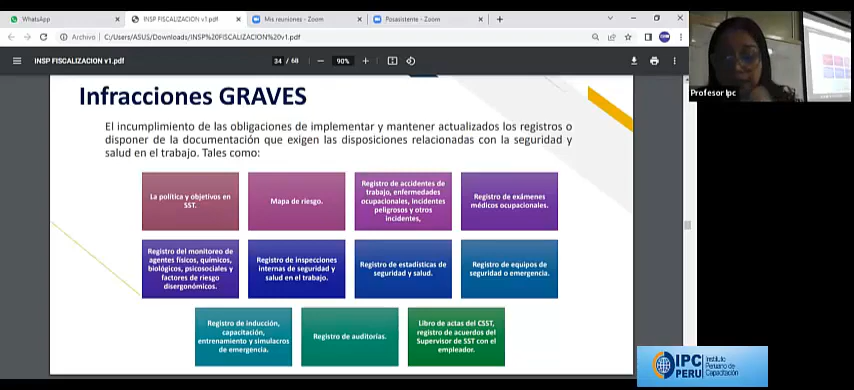 WhatsApp
INSP FISCALIZACION v1.pdf
Mis reuniones - Zoom
Posasistente - Zoom
Archivo
C:/Users/ASUS/Downloads/INSP%20FISCALIZACION%20v1.pdf
INSP FISCALIZACION v1.pdf
34 / 68
90%
Profesor Ipc
Infracciones GRAVES
El incumplimiento de las obligaciones de implementar y mantener actualizados los registros o
disponer de la documentación que exigen las disposiciones relacionadas con la seguridad y
salud en el trabajo. Tales como:
La política y objetivos en
SST.
Mapa de riesgo.
Registro de accidentes de
trabajo, enfermedades
ocupacionales, incidentes
peligrosos y otros
incidentes,
Registro de exámenes
médicos ocupacionales.
Registro del monitoreo de
agentes físicos, químicos,
biológicos, psicosociales y
factores de riesgo
disergonómicos.
Registro de inspecciones
internas de seguridad y
salud en el trabajo.
Registro de estadísticas de
seguridad y salud.
Registro de equipos de
seguridad o emergencia.
Registro de inducción,
capacitación,
entrenamiento y simulacros
de emergencia.
Registro de auditorías.
Libro de actas del CSST,
registro de acuerdos del
Supervisor de SST con el
empleador.
IPC
PERU
Instituto
Peruano de
Capacitación